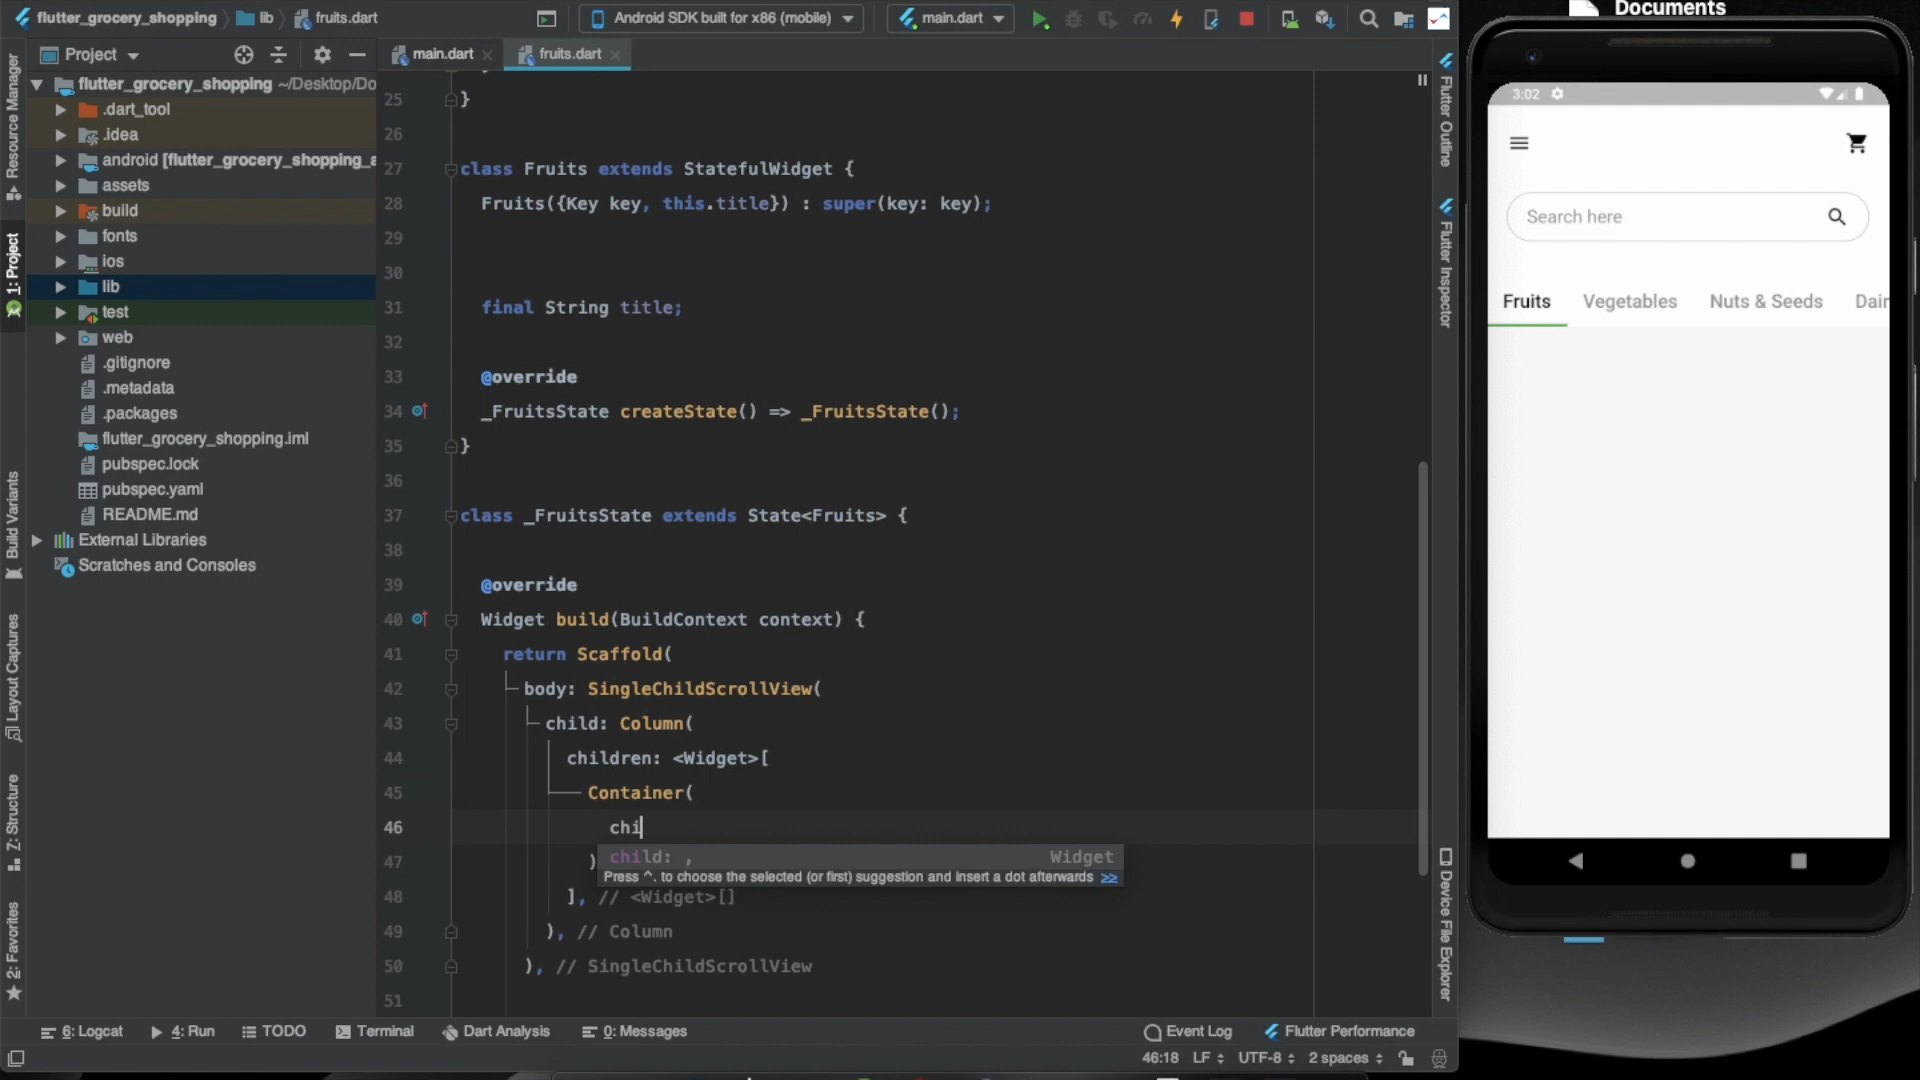 flutter_grocery_shopping
lib
fruits.dart
Android SDK built for x86 (mobile)
main.dart
Documents
Project
main.dart
fruits.dart
flutter_grocery_shopping ~/Desktop/Do
.dart_tool
.idea
android [flutter_grocery_shopping_a
assets
build
fonts
ios
lib
test
web
.gitignore
.metadata
.packages
flutter_grocery_shopping.iml
pubspec.lock
pubspec.yaml
README.md
External Libraries
Scratches and Consoles
Resource Manager
1: Project
Build Variants
Layout Captures
Z: Structure
2: Favorites
25 }
26
27 class Fruits extends StatefulWidget {
28 Fruits({Key key, this.title}) : super(key: key);
29
30
31 final String title;
32
33 @override
34 _FruitsState createState() => _FruitsState();
35 }
36
37 class _FruitsState extends State<Fruits> {
38
39 @override
40 Widget build(BuildContext context) {
41 return Scaffold(
42 body: SingleChildScrollView(
43 child: Column(
44 children: <Widget>[
45 Container(
46 chi
child: , Widget
47 )
Press ^. to choose the selected (or first) suggestion and insert a dot afterwards >>
48 ], // <Widget>[]
49 ), // Column
50 ), // SingleChildScrollView
51
Flutter Outline
Flutter Inspector
Device File Explorer
3:02
Search here
Fruits Vegetables Nuts & Seeds Dair
6: Logcat
4: Run
TODO
Terminal
Dart Analysis
0: Messages
Event Log
Flutter Performance
46:18 LF UTF-8 2 spaces